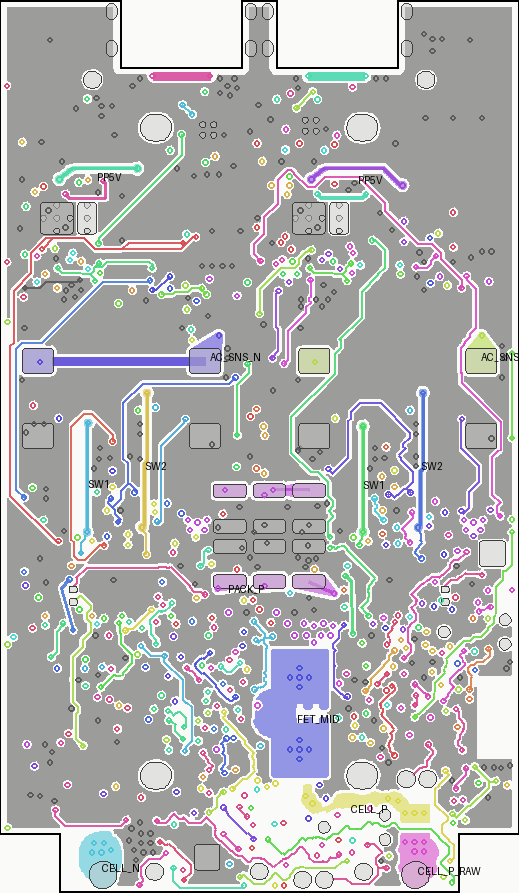 PP5V
PP5V
AC_SNS_N
AC_SNS
SW1
SW2
SW1
SW2
PACK_P
FET_MID
CELL_P
CELL_N
CELL_P_RAW